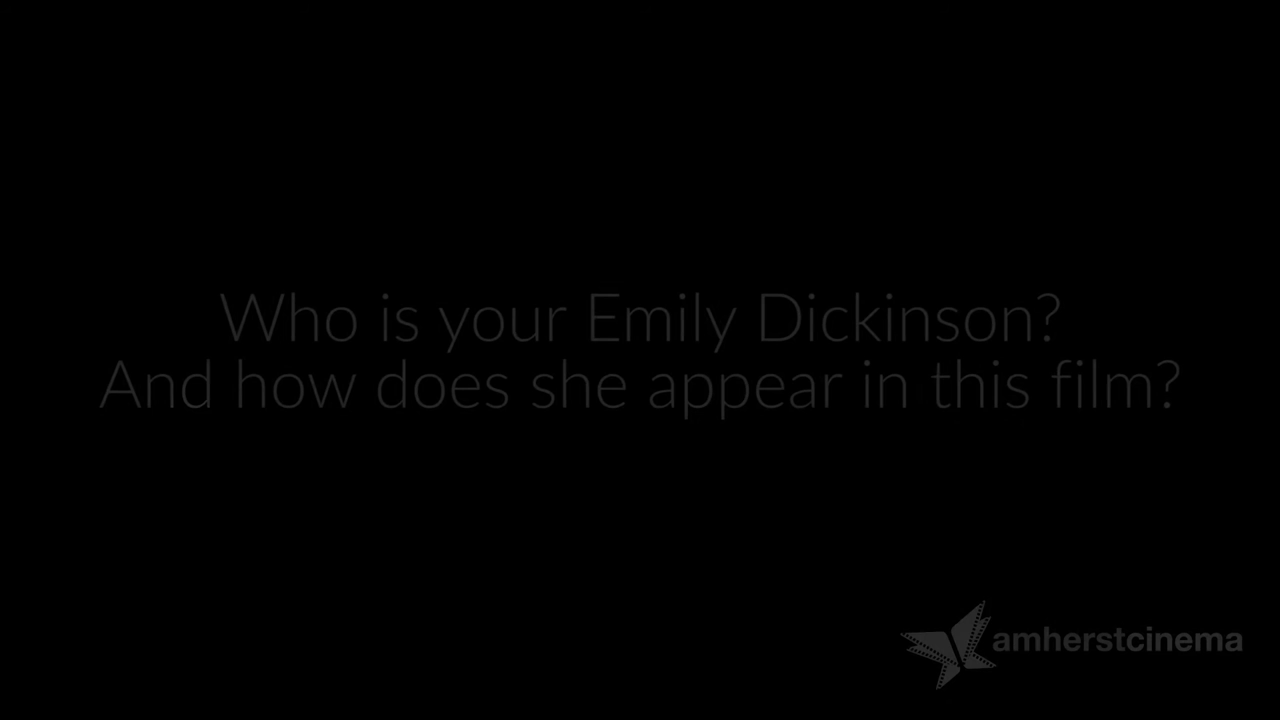 Who is your Emily Dickinson?
And how does she appear in this film?
amherstcinema